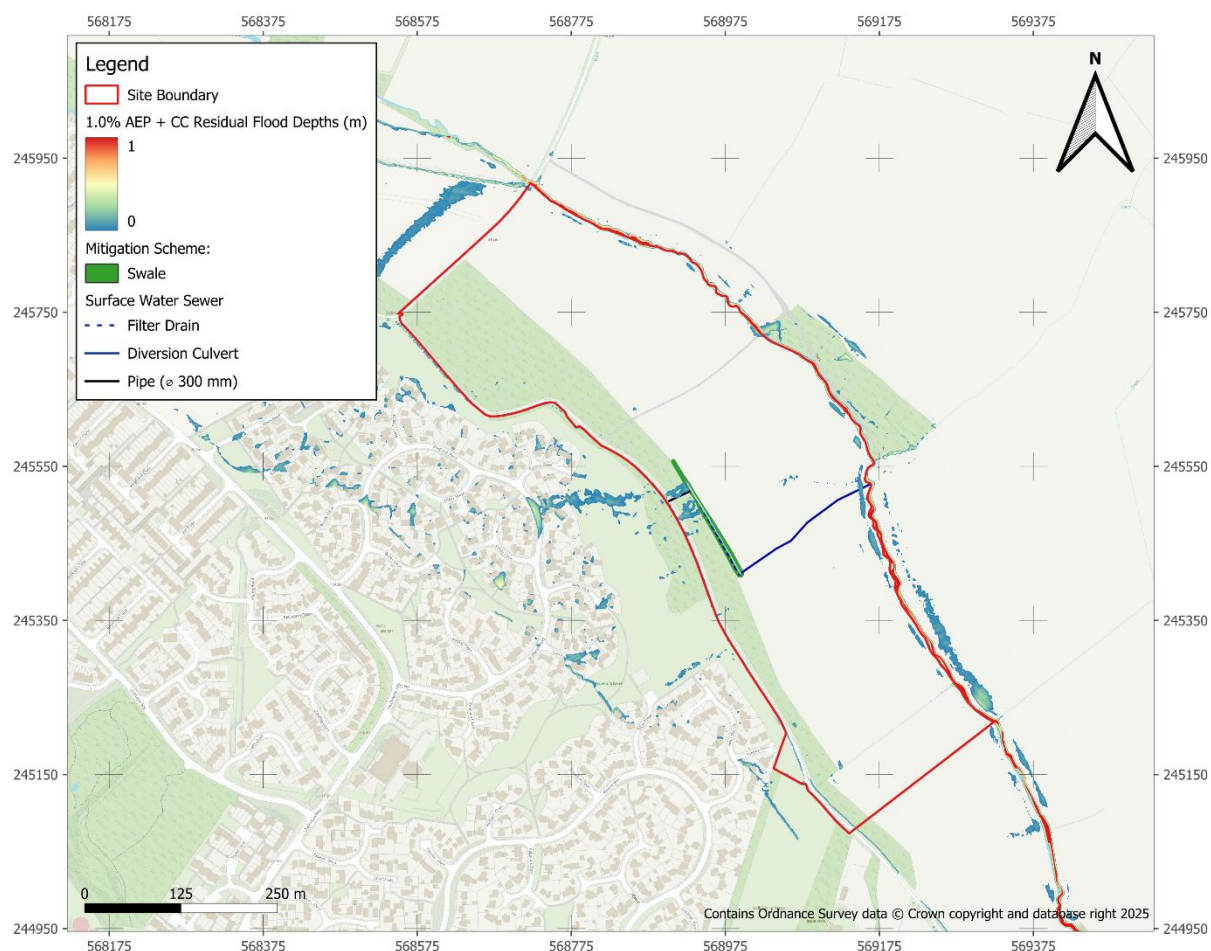 568175 568375 568575 568775 568975 569175 569375
Legend
Site Boundary
1.0% AEP + CC Residual Flood Depths (m)
1
0
Mitigation Scheme:
Swale
Surface Water Sewer
Filter Drain
Diversion Culvert
Pipe (⌀ 300 mm)
N
245950 245950
245750 245750
245550 245550
245350 245350
245150 245150
244950 244950
0 125 250 m
Contains Ordnance Survey data © Crown copyright and database right 2025
568175 568375 568575 568775 568975 569175 569375